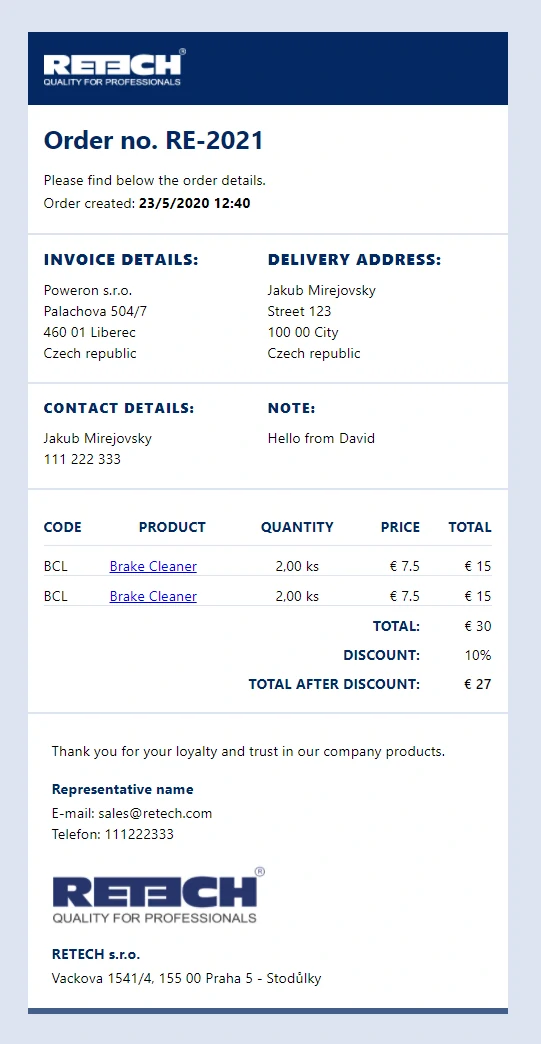 RETECH®
QUALITY FOR PROFESSIONALS
Order no. RE-2021
Please find below the order details.
Order created: 23/5/2020 12:40
INVOICE DETAILS:
Poweron s.r.o.
Palachova 504/7
460 01 Liberec
Czech republic
DELIVERY ADDRESS:
Jakub Mirejovsky
Street 123
100 00 City
Czech republic
CONTACT DETAILS:
Jakub Mirejovsky
111 222 333
NOTE:
Hello from David
CODE PRODUCT QUANTITY PRICE TOTAL
BCL Brake Cleaner 2,00 ks € 7.5 € 15
BCL Brake Cleaner 2,00 ks € 7.5 € 15
TOTAL: € 30
DISCOUNT: 10%
TOTAL AFTER DISCOUNT: € 27
Thank you for your loyalty and trust in our company products.
Representative name
E-mail: sales@retech.com
Telefon: 111222333
RETECH®
QUALITY FOR PROFESSIONALS
RETECH s.r.o.
Vackova 1541/4, 155 00 Praha 5 - Stodůlky